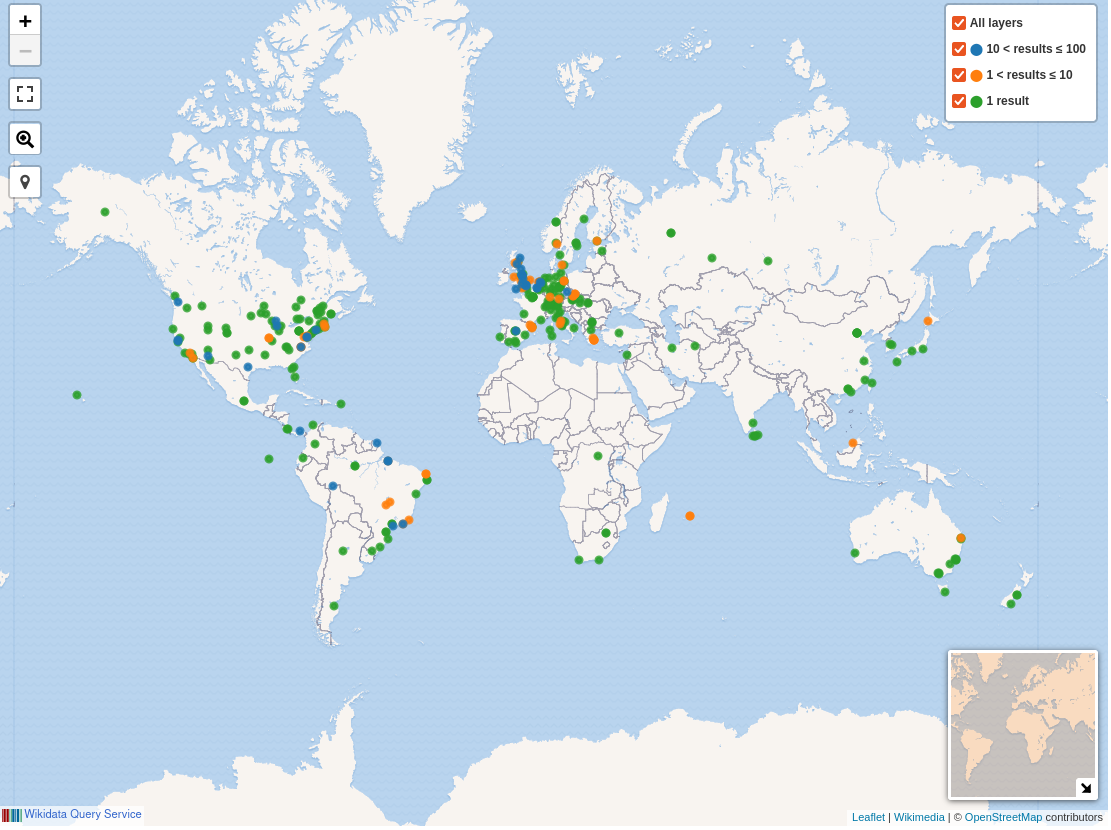 +
−
All layers
10 < results ≤ 100
1 < results ≤ 10
1 result
Wikidata Query Service
Leaflet | Wikimedia | © OpenStreetMap contributors